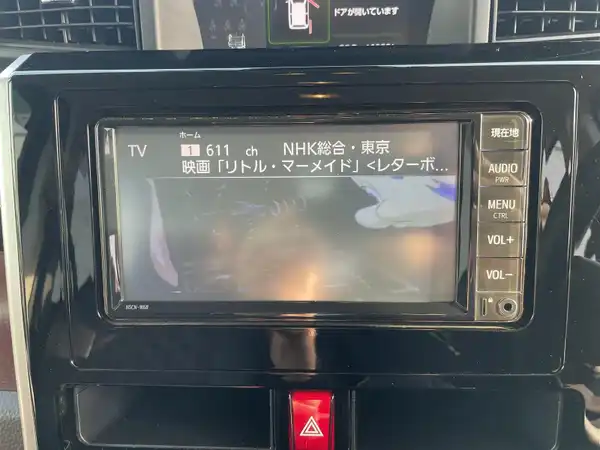 ドアが開いています
ホーム
TV 1 611 ch NHK総合・東京
映画「リトル・マーメイド」<レターボ...
現在地
AUDIO
PWR
MENU
CTRL
VOL+
VOL-
NSCN-W68